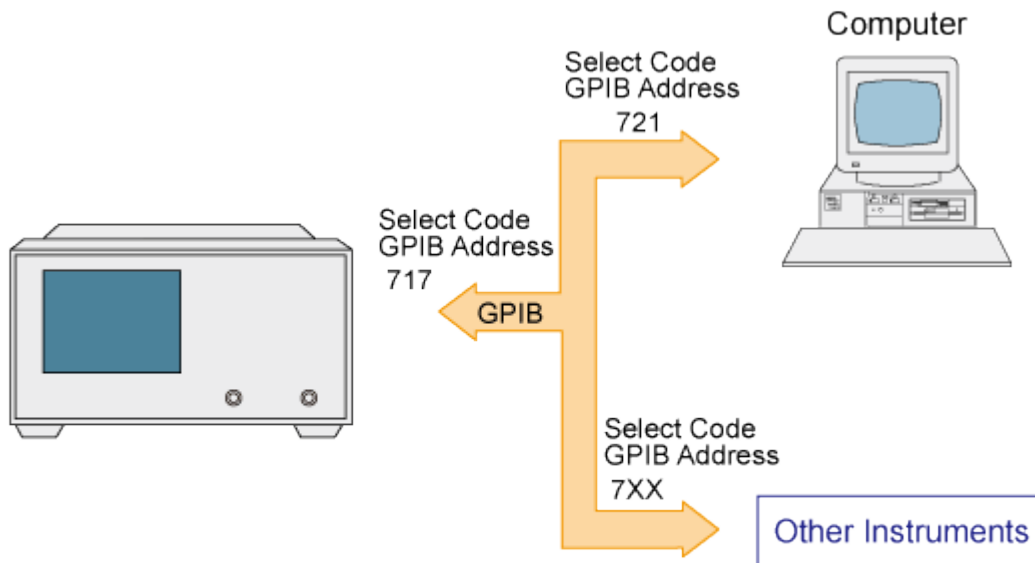 Computer
Select Code
GPIB Address
721
Select Code
GPIB Address
717
GPIB
Select Code
GPIB Address
7XX
Other Instruments